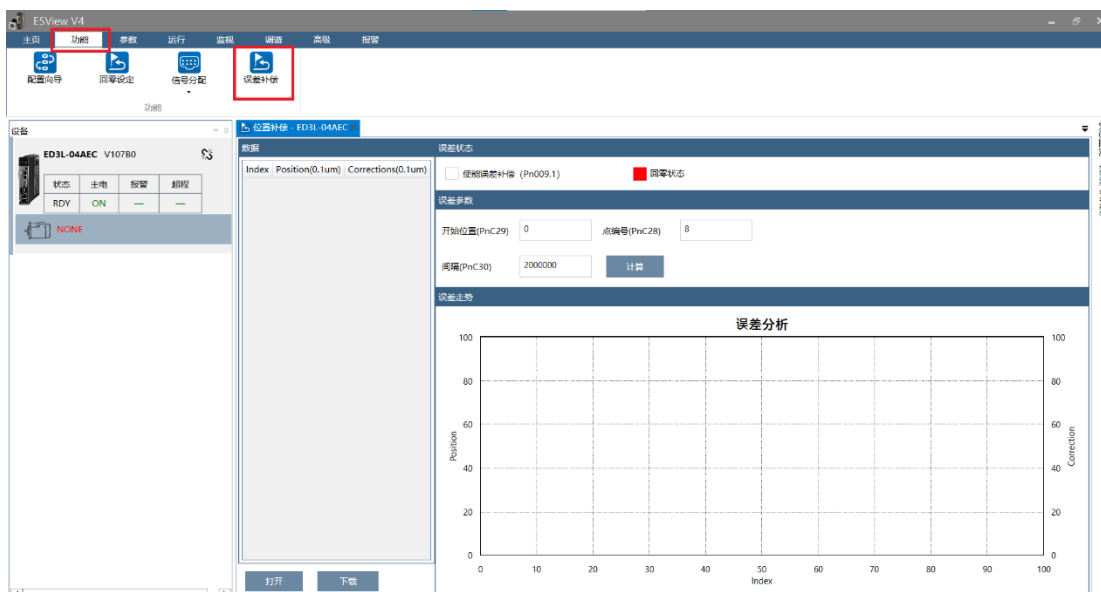 ESView V4
主页 功能 参数 运行 监视 调谐 高级 报警
配置向导 回零设定 信号分配 误差补偿
功能
设备
位置补偿 - ED3L-04AEC
ED3L-04AEC V107B0
状态 主电 报警 超程
RDY ON — —
NONE
数据
Index Position(0.1um) Corrections(0.1um)
打开 下载
误差状态
使能误差补偿 (Pn009.1) 回零状态
误差参数
开始位置(PnC29) 0 点编号(PnC28) 8
间隔(PnC30) 2000000 计算
误差走势
误差分析
100 100
80 80
60 60
40 40
20 20
0 0
Position
Correction
0 10 20 30 40 50 60 70 80 90 100
Index